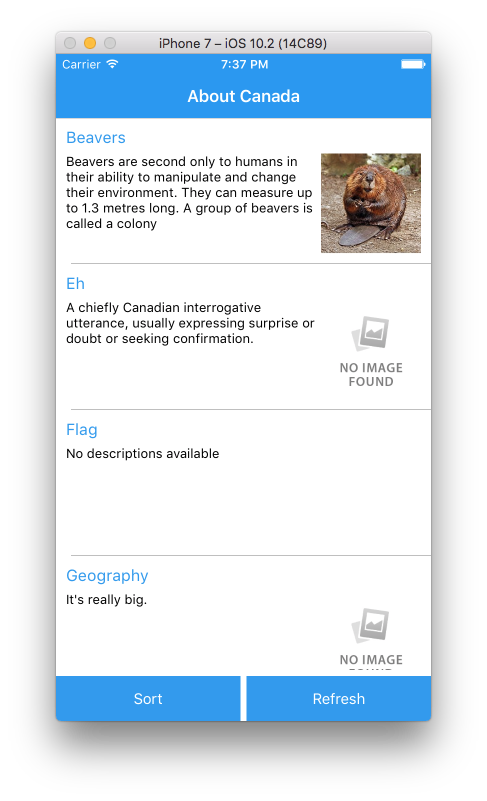 iPhone 7 – iOS 10.2 (14C89)
Carrier 7:37 PM
About Canada
Beavers
Beavers are second only to humans in
their ability to manipulate and change
their environment. They can measure up
to 1.3 metres long. A group of beavers is
called a colony
Eh
A chiefly Canadian interrogative
utterance, usually expressing surprise or
doubt or seeking confirmation.
NO IMAGE
FOUND
Flag
No descriptions available
Geography
It's really big.
NO IMAGE
FOUND
Sort Refresh